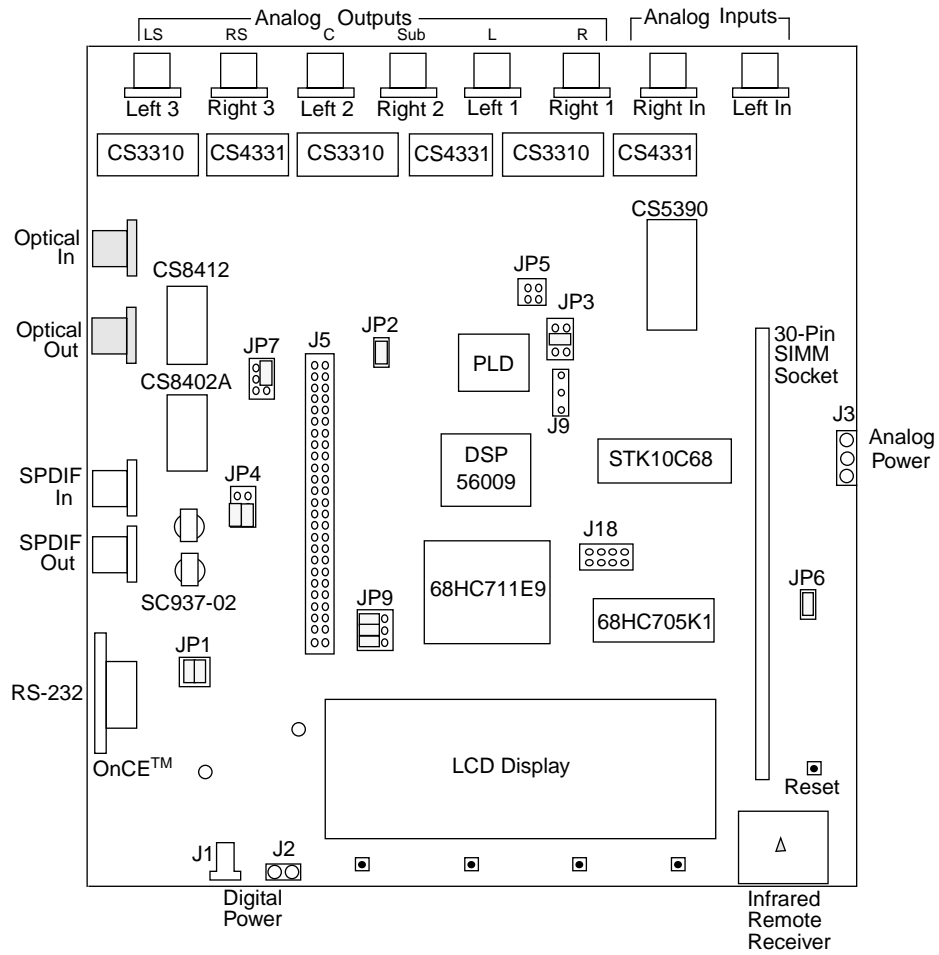 Analog Outputs
Analog Inputs
LS RS C Sub L R
Left 3 Right 3 Left 2 Right 2 Left 1 Right 1 Right In Left In
CS3310 CS4331 CS3310 CS4331 CS3310 CS4331
CS5390
Optical
In
CS8412
JP5
JP3
Optical
Out
JP7
J5
JP2
PLD
30-Pin
SIMM
Socket
CS8402A
J9
J3
Analog
Power
DSP
56009
STK10C68
SPDIF
In
JP4
SPDIF
Out
J18
SC937-02
JP9
68HC711E9
68HC705K1
JP6
JP1
RS-232
OnCE™
LCD Display
Reset
J1
J2
Digital
Power
Infrared
Remote
Receiver